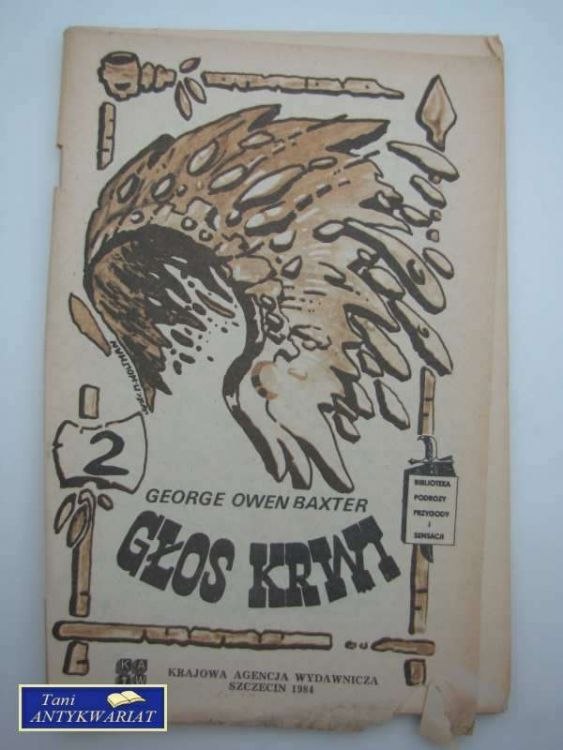 2
GEORGE OWEN BAXTER
GŁOS KRWI
BIBLIOTEKA
PODRÓŻY
PRZYGODY
i
SENSACJI
K A
W
KRAJOWA AGENCJA WYDAWNICZA
SZCZECIN 1984
Tani
ANTYKWARIAT